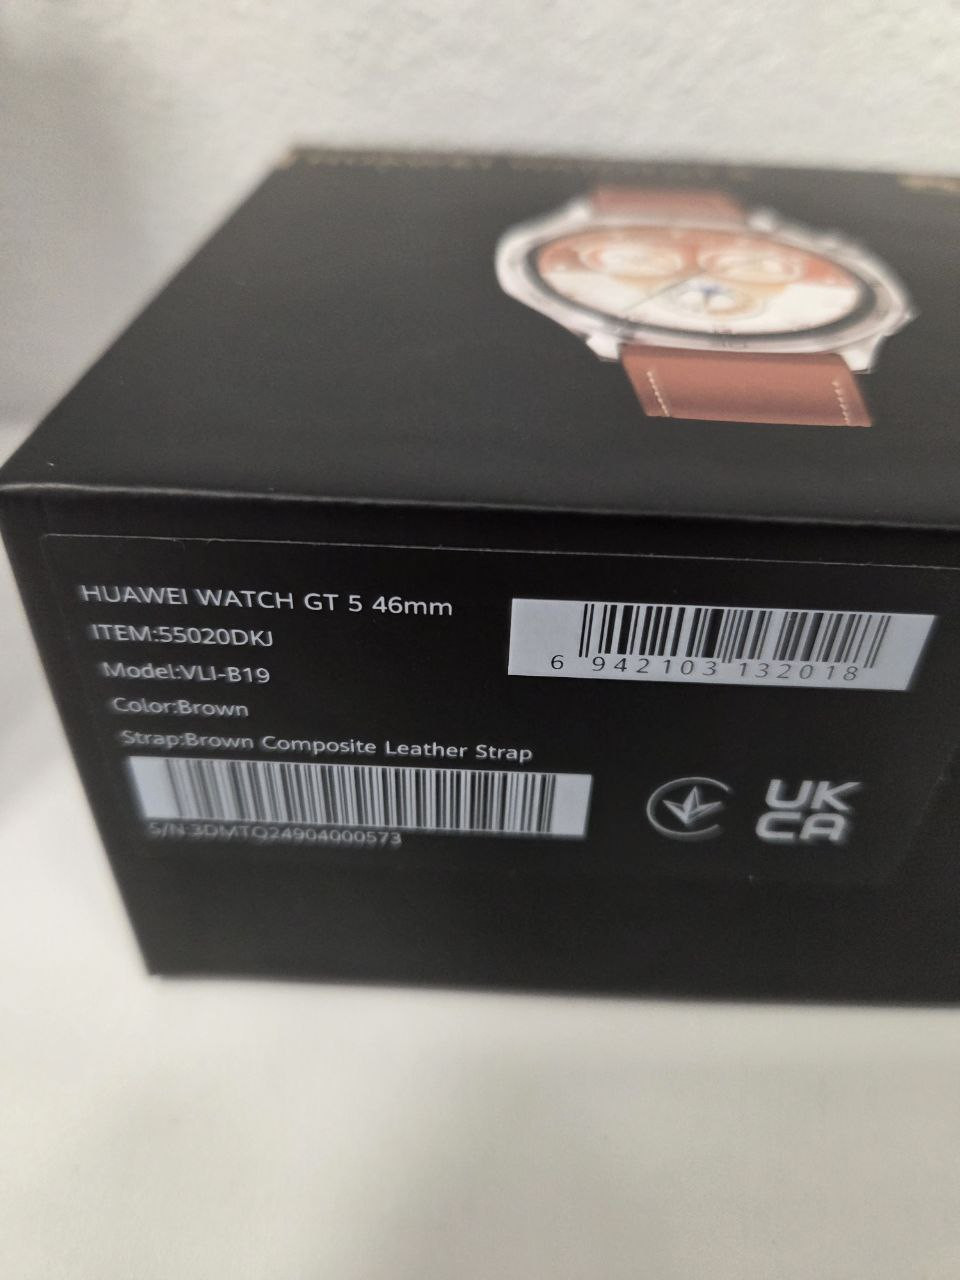 HUAWEI WATCH GT 5 46mm
ITEM:55020DKJ
Model:VLI-B19
Color:Brown
Strap:Brown Composite Leather Strap
S/N:3DMTQ24904000573
6 942103 132018
UK
CA